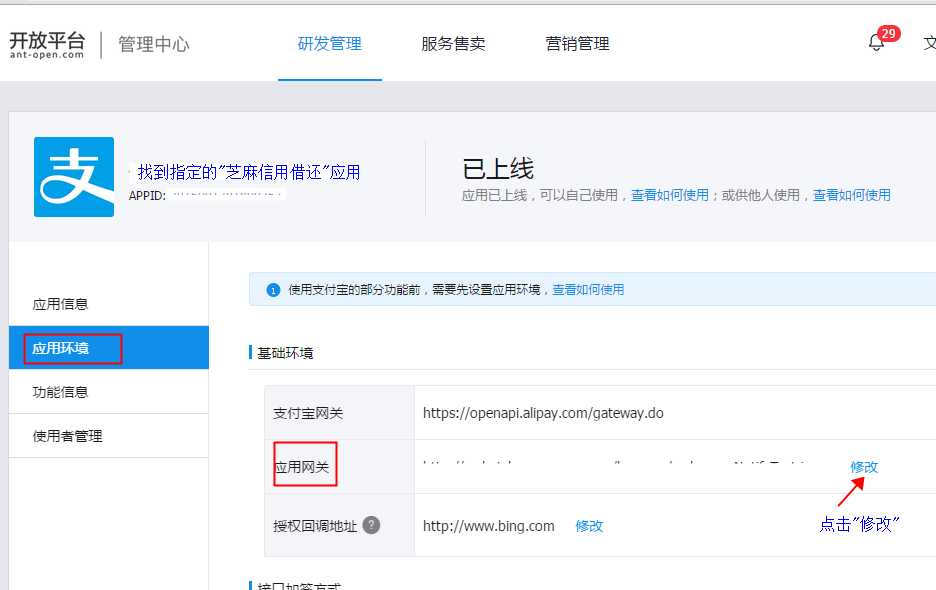 开放平台
ant-open.com
管理中心
研发管理
服务售卖
营销管理
29
文
支
找到指定的"芝麻信用借还"应用
APPID:
已上线
应用已上线，可以自己使用，查看如何使用；或供他人使用，查看如何使用
应用信息
应用环境
功能信息
使用者管理
使用支付宝的部分功能前，需要先设置应用环境，查看如何使用
基础环境
支付宝网关
https://openapi.alipay.com/gateway.do
应用网关
修改
授权回调地址 ?
http://www.bing.com
修改
点击"修改"
接口加签方式